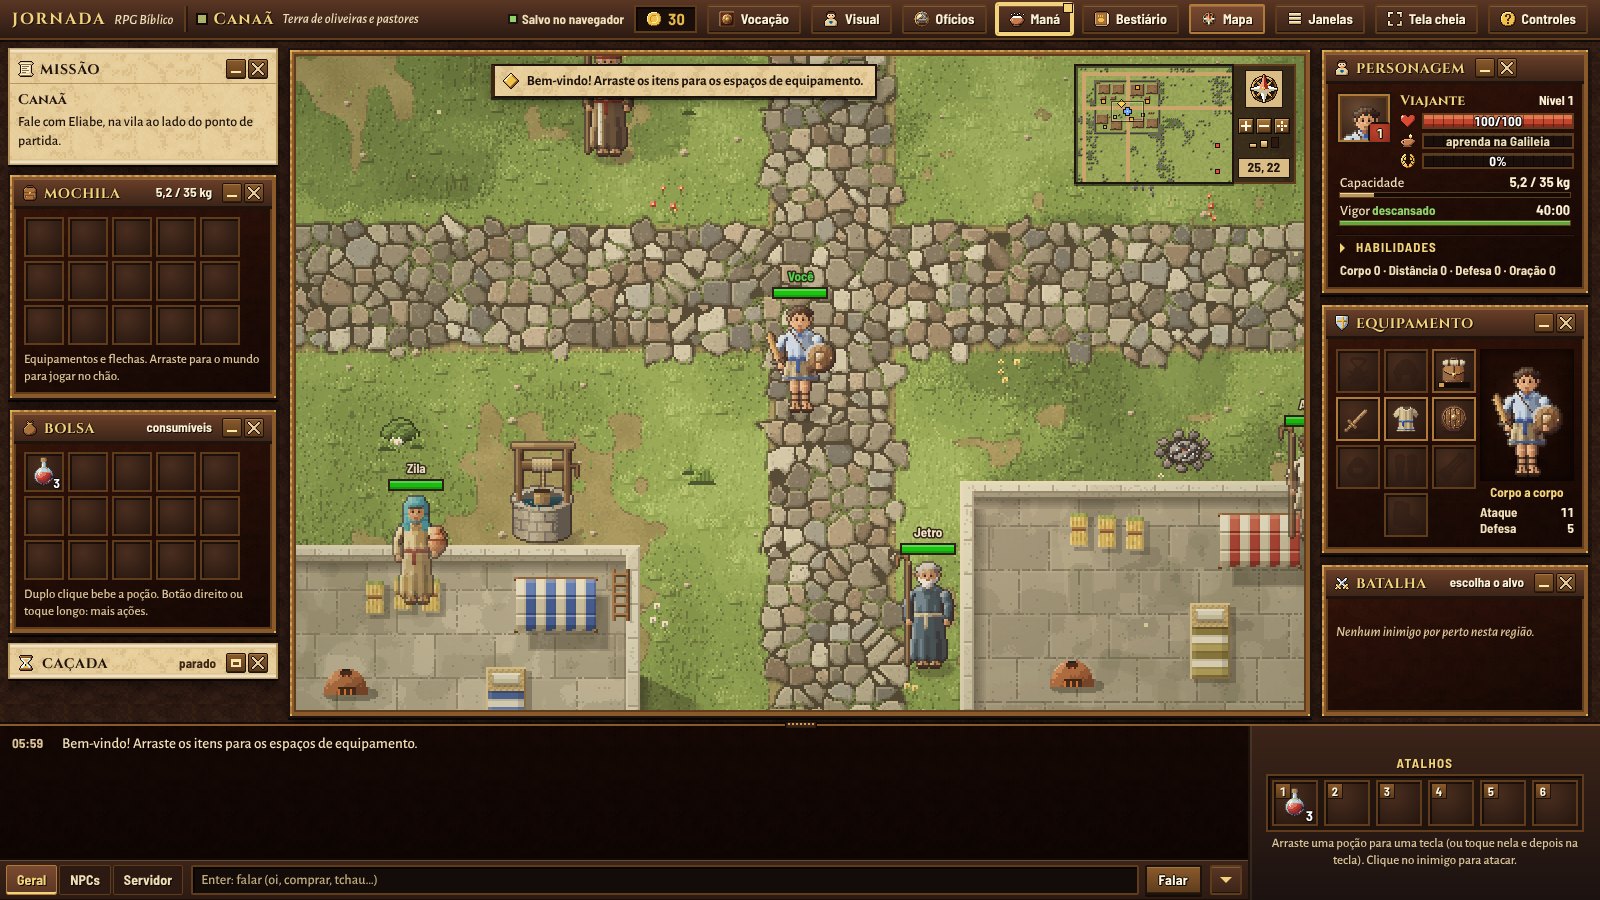 JORNADA RPG Bíblico CANAÃ Terra de oliveiras e pastores Salvo no navegador 30 Vocação Visual Ofícios Maná Bestiário Mapa Janelas Tela cheia Controles
MISSÃO
CANAÃ
Fale com Eliabe, na vila ao lado do ponto de
partida.
MOCHILA 5,2 / 35 kg
Equipamentos e flechas. Arraste para o mundo
para jogar no chão.
BOLSA consumíveis
3
Duplo clique bebe a poção. Botão direito ou
toque longo: mais ações.
CAÇADA parado
Bem-vindo! Arraste os itens para os espaços de equipamento.
25, 22
Você
Zila
Jetro
A
PERSONAGEM
VIAJANTE Nível 1
1
100/100
aprenda na Galileia
0%
Capacidade 5,2 / 35 kg
Vigor descansado 40:00
HABILIDADES
Corpo 0 · Distância 0 · Defesa 0 · Oração 0
EQUIPAMENTO
Corpo a corpo
Ataque 11
Defesa 5
BATALHA escolha o alvo
Nenhum inimigo por perto nesta região.
05:59 Bem-vindo! Arraste os itens para os espaços de equipamento.
Geral NPCs Servidor Enter: falar (oi, comprar, tchau...) Falar
ATALHOS
1 2 3 4 5 6
3
Arraste uma poção para uma tecla (ou toque nela e depois na
tecla). Clique no inimigo para atacar.